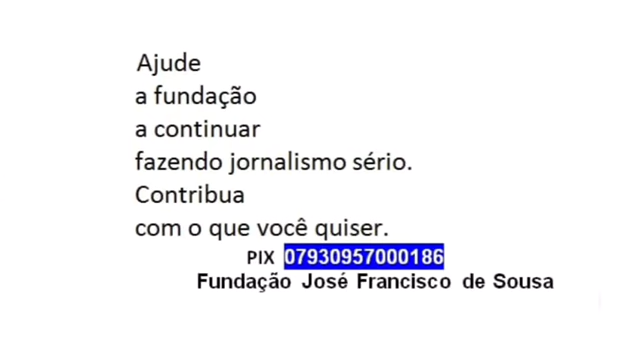 Ajude
a fundação
a continuar
fazendo jornalismo sério.
Contribua
com o que você quiser.
PIX 07930957000186
Fundação José Francisco de Sousa